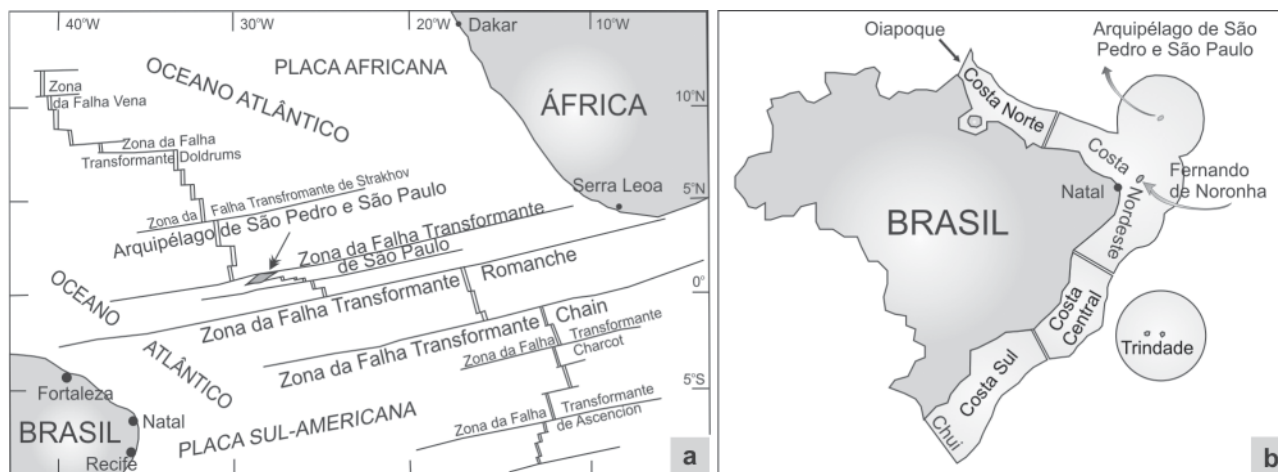 40°W
30°W
20°W
10°W
Dakar
PLACA AFRICANA
OCEANO ATLÂNTICO
ÁFRICA
Zona
da Falha Vena
10°N
Zona da Falha
Transformante Doldrums
Serra Leoa
5°N
Zona da Falha Transfromante de Strakhov
Arquipélago de São Pedro e São Paulo
Zona da Falha Transformante
de São Paulo
OCEANO
ATLÂNTICO
Zona da Falha Transformante Romanche
0°
Zona da Falha Transformante Chain
Zona da Falha Transformante
Charcot
5°S
Fortaleza
Natal
BRASIL
Recife
PLACA SUL-AMERICANA
Zona da Falha Transformante
de Ascencion
a
Oiapoque
Arquipélago de São
Pedro e São Paulo
Costa Norte
Costa Nordeste
Fernando
de Noronha
Natal
BRASIL
Costa
Central
Trindade
Costa Sul
Chui
b